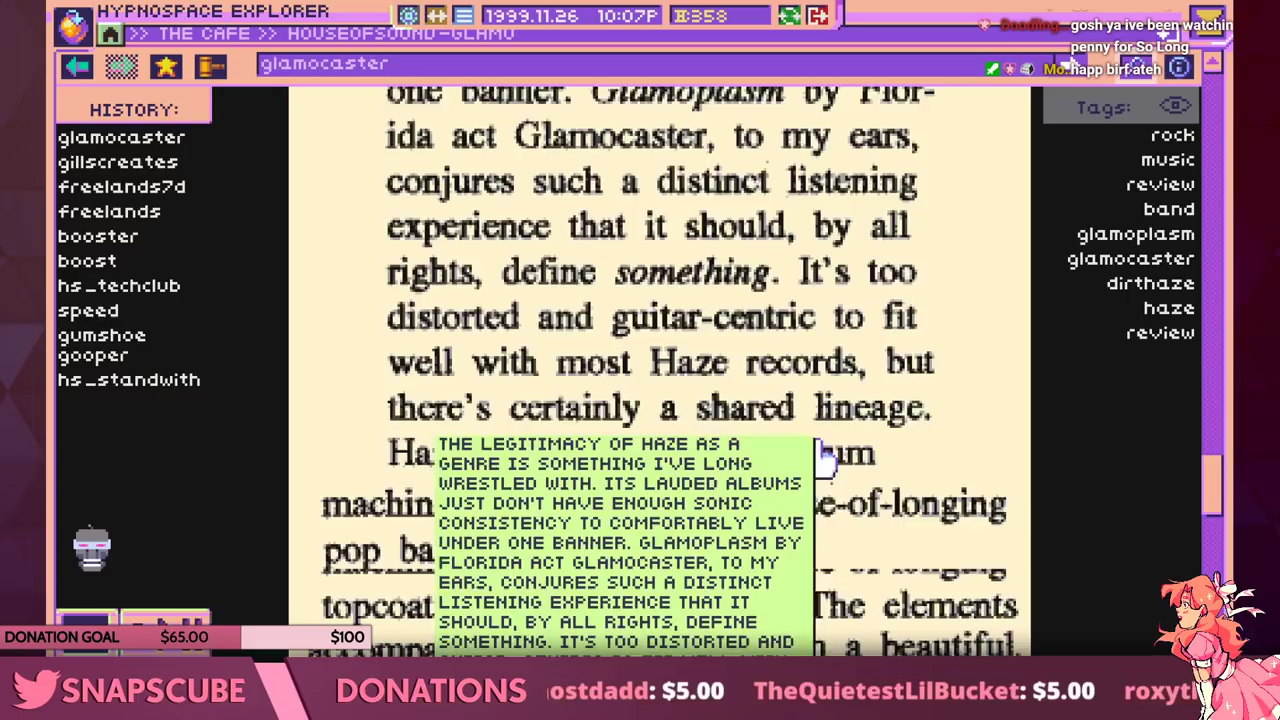 HYPNOSPACE EXPLORER
1999.11.26 10:07P
358
>> THE CAFE >> HOUSEOFSOUND-GLAMO
glamocaster
gosh ya ive been watchin
penny for So Long
Mo: happ birf ateh
HISTORY:
glamocaster
gillscreates
freelands7d
freelands
booster
boost
hs_techclub
speed
gumshoe
gooper
hs_standwith
one banner. Glamoplasm by Flor-
ida act Glamocaster, to my ears,
conjures such a distinct listening
experience that it should, by all
rights, define something. It's too
distorted and guitar-centric to fit
well with most Haze records, but
there's certainly a shared lineage.
THE LEGITIMACY OF HAZE AS A
GENRE IS SOMETHING I'VE LONG
WRESTLED WITH. ITS LAUDED ALBUMS
JUST DON'T HAVE ENOUGH SONIC
CONSISTENCY TO COMFORTABLY LIVE
UNDER ONE BANNER. GLAMOPLASM BY
FLORIDA ACT GLAMOCASTER, TO MY
EARS, CONJURES SUCH A DISTINCT
LISTENING EXPERIENCE THAT IT
SHOULD, BY ALL RIGHTS, DEFINE
SOMETHING. IT'S TOO DISTORTED AND
Ha um
machin e-of-longing
pop ba
topcoat The elements
a beautiful
Tags:
rock
music
review
band
glamoplasm
glamocaster
dirthaze
haze
review
DONATION GOAL $65.00 $100
SNAPSCUBE DONATIONS ostdadd: $5.00 TheQuietestLilBucket: $5.00 roxyt